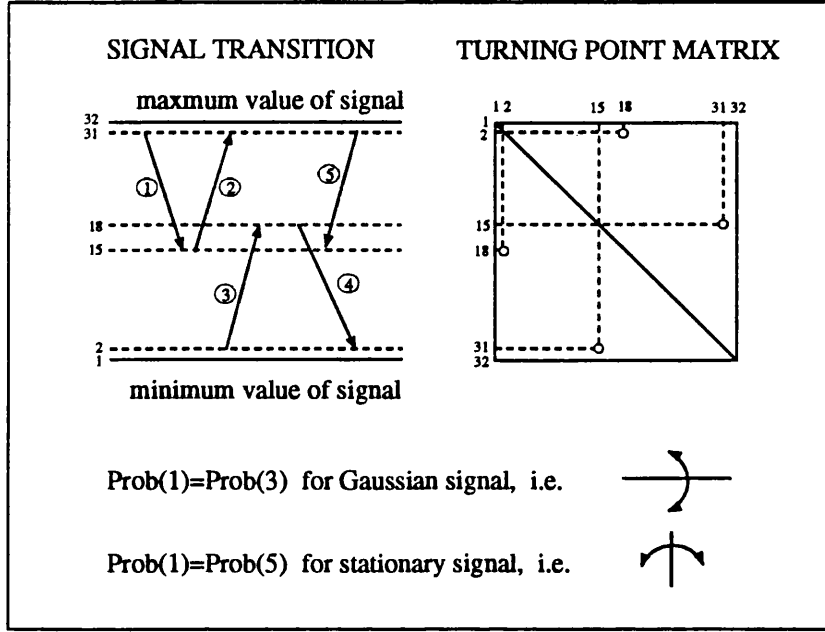 SIGNAL TRANSITION
TURNING POINT MATRIX
maxmum value of signal
32
31
18
15
2
1
① ② ③ ④ ⑤
minimum value of signal
1 2 15 18 31 32
1
2
15
18
31
32
Prob(1)=Prob(3) for Gaussian signal, i.e.
Prob(1)=Prob(5) for stationary signal, i.e.